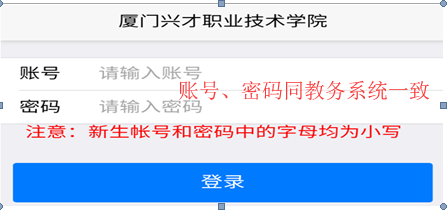 厦门兴才职业技术学院
账号 请输入账号
账号、密码同教务系统一致
密码 请输入密码
注意：新生帐号和密码中的字母均为小写
登录